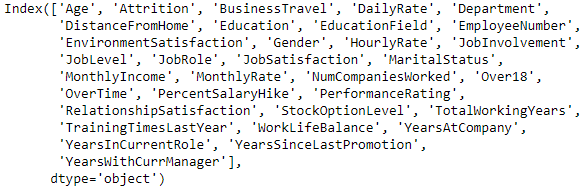 Index(['Age', 'Attrition', 'BusinessTravel', 'DailyRate', 'Department',
'DistanceFromHome', 'Education', 'EducationField', 'EmployeeNumber',
'EnvironmentSatisfaction', 'Gender', 'HourlyRate', 'JobInvolvement',
'JobLevel', 'JobRole', 'JobSatisfaction', 'MaritalStatus',
'MonthlyIncome', 'MonthlyRate', 'NumCompaniesWorked', 'Over18',
'OverTime', 'PercentSalaryHike', 'PerformanceRating',
'RelationshipSatisfaction', 'StockOptionLevel', 'TotalWorkingYears',
'TrainingTimesLastYear', 'WorkLifeBalance', 'YearsAtCompany',
'YearsInCurrentRole', 'YearsSinceLastPromotion',
'YearsWithCurrManager'],
dtype='object')